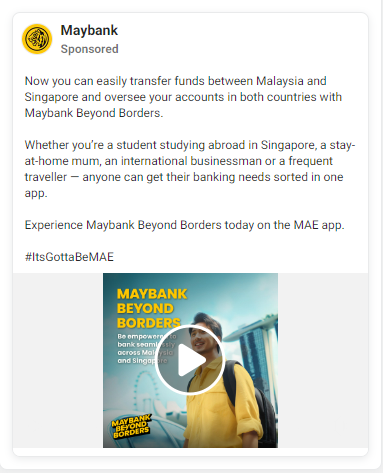 Maybank
Sponsored
Now you can easily transfer funds between Malaysia and
Singapore and oversee your accounts in both countries with
Maybank Beyond Borders.
Whether you're a student studying abroad in Singapore, a stay-
at-home mum, an international businessman or a frequent
traveller — anyone can get their banking needs sorted in one
app.
Experience Maybank Beyond Borders today on the MAE app.
#ItsGottaBeMAE
MAYBANK
BEYOND
BORDERS
Be empowered to
bank seamlessly
across Malaysia
and Singapore
MAYBANK
BEYOND
BORDERS